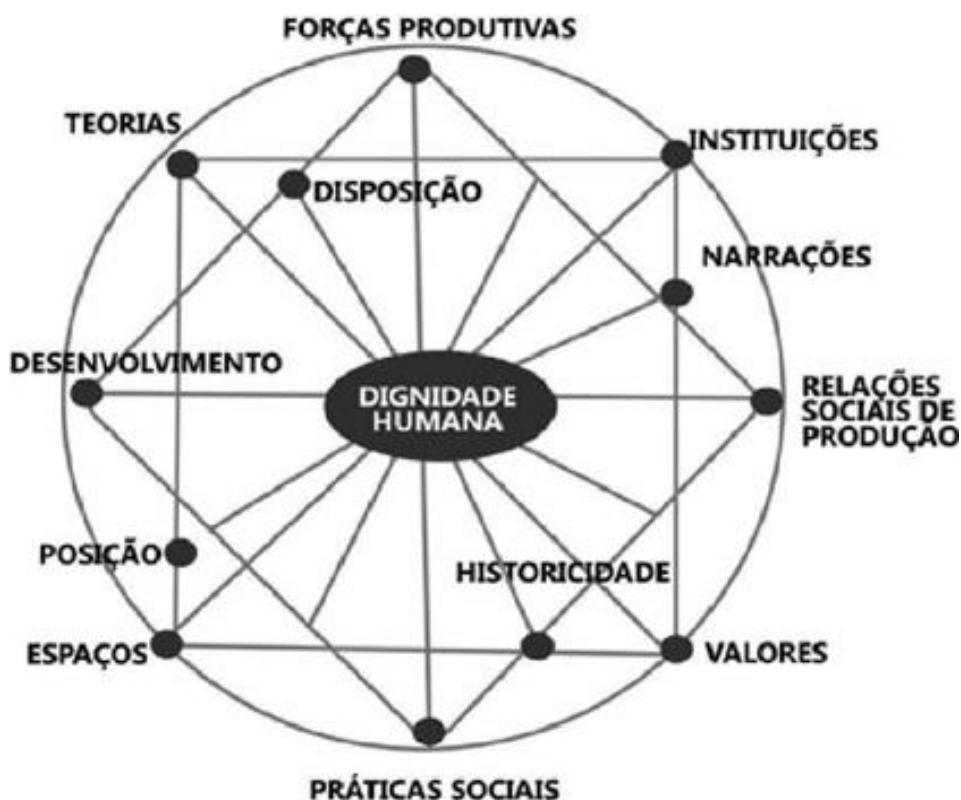 FORÇAS PRODUTIVAS
TEORIAS
INSTITUIÇÕES
DISPOSIÇÃO
NARRAÇÕES
DESENVOLVIMENTO
DIGNIDADE
HUMANA
RELAÇÕES
SOCIAIS DE
PRODUÇÃO
POSIÇÃO
HISTORICIDADE
ESPAÇOS
VALORES
PRÁTICAS SOCIAIS